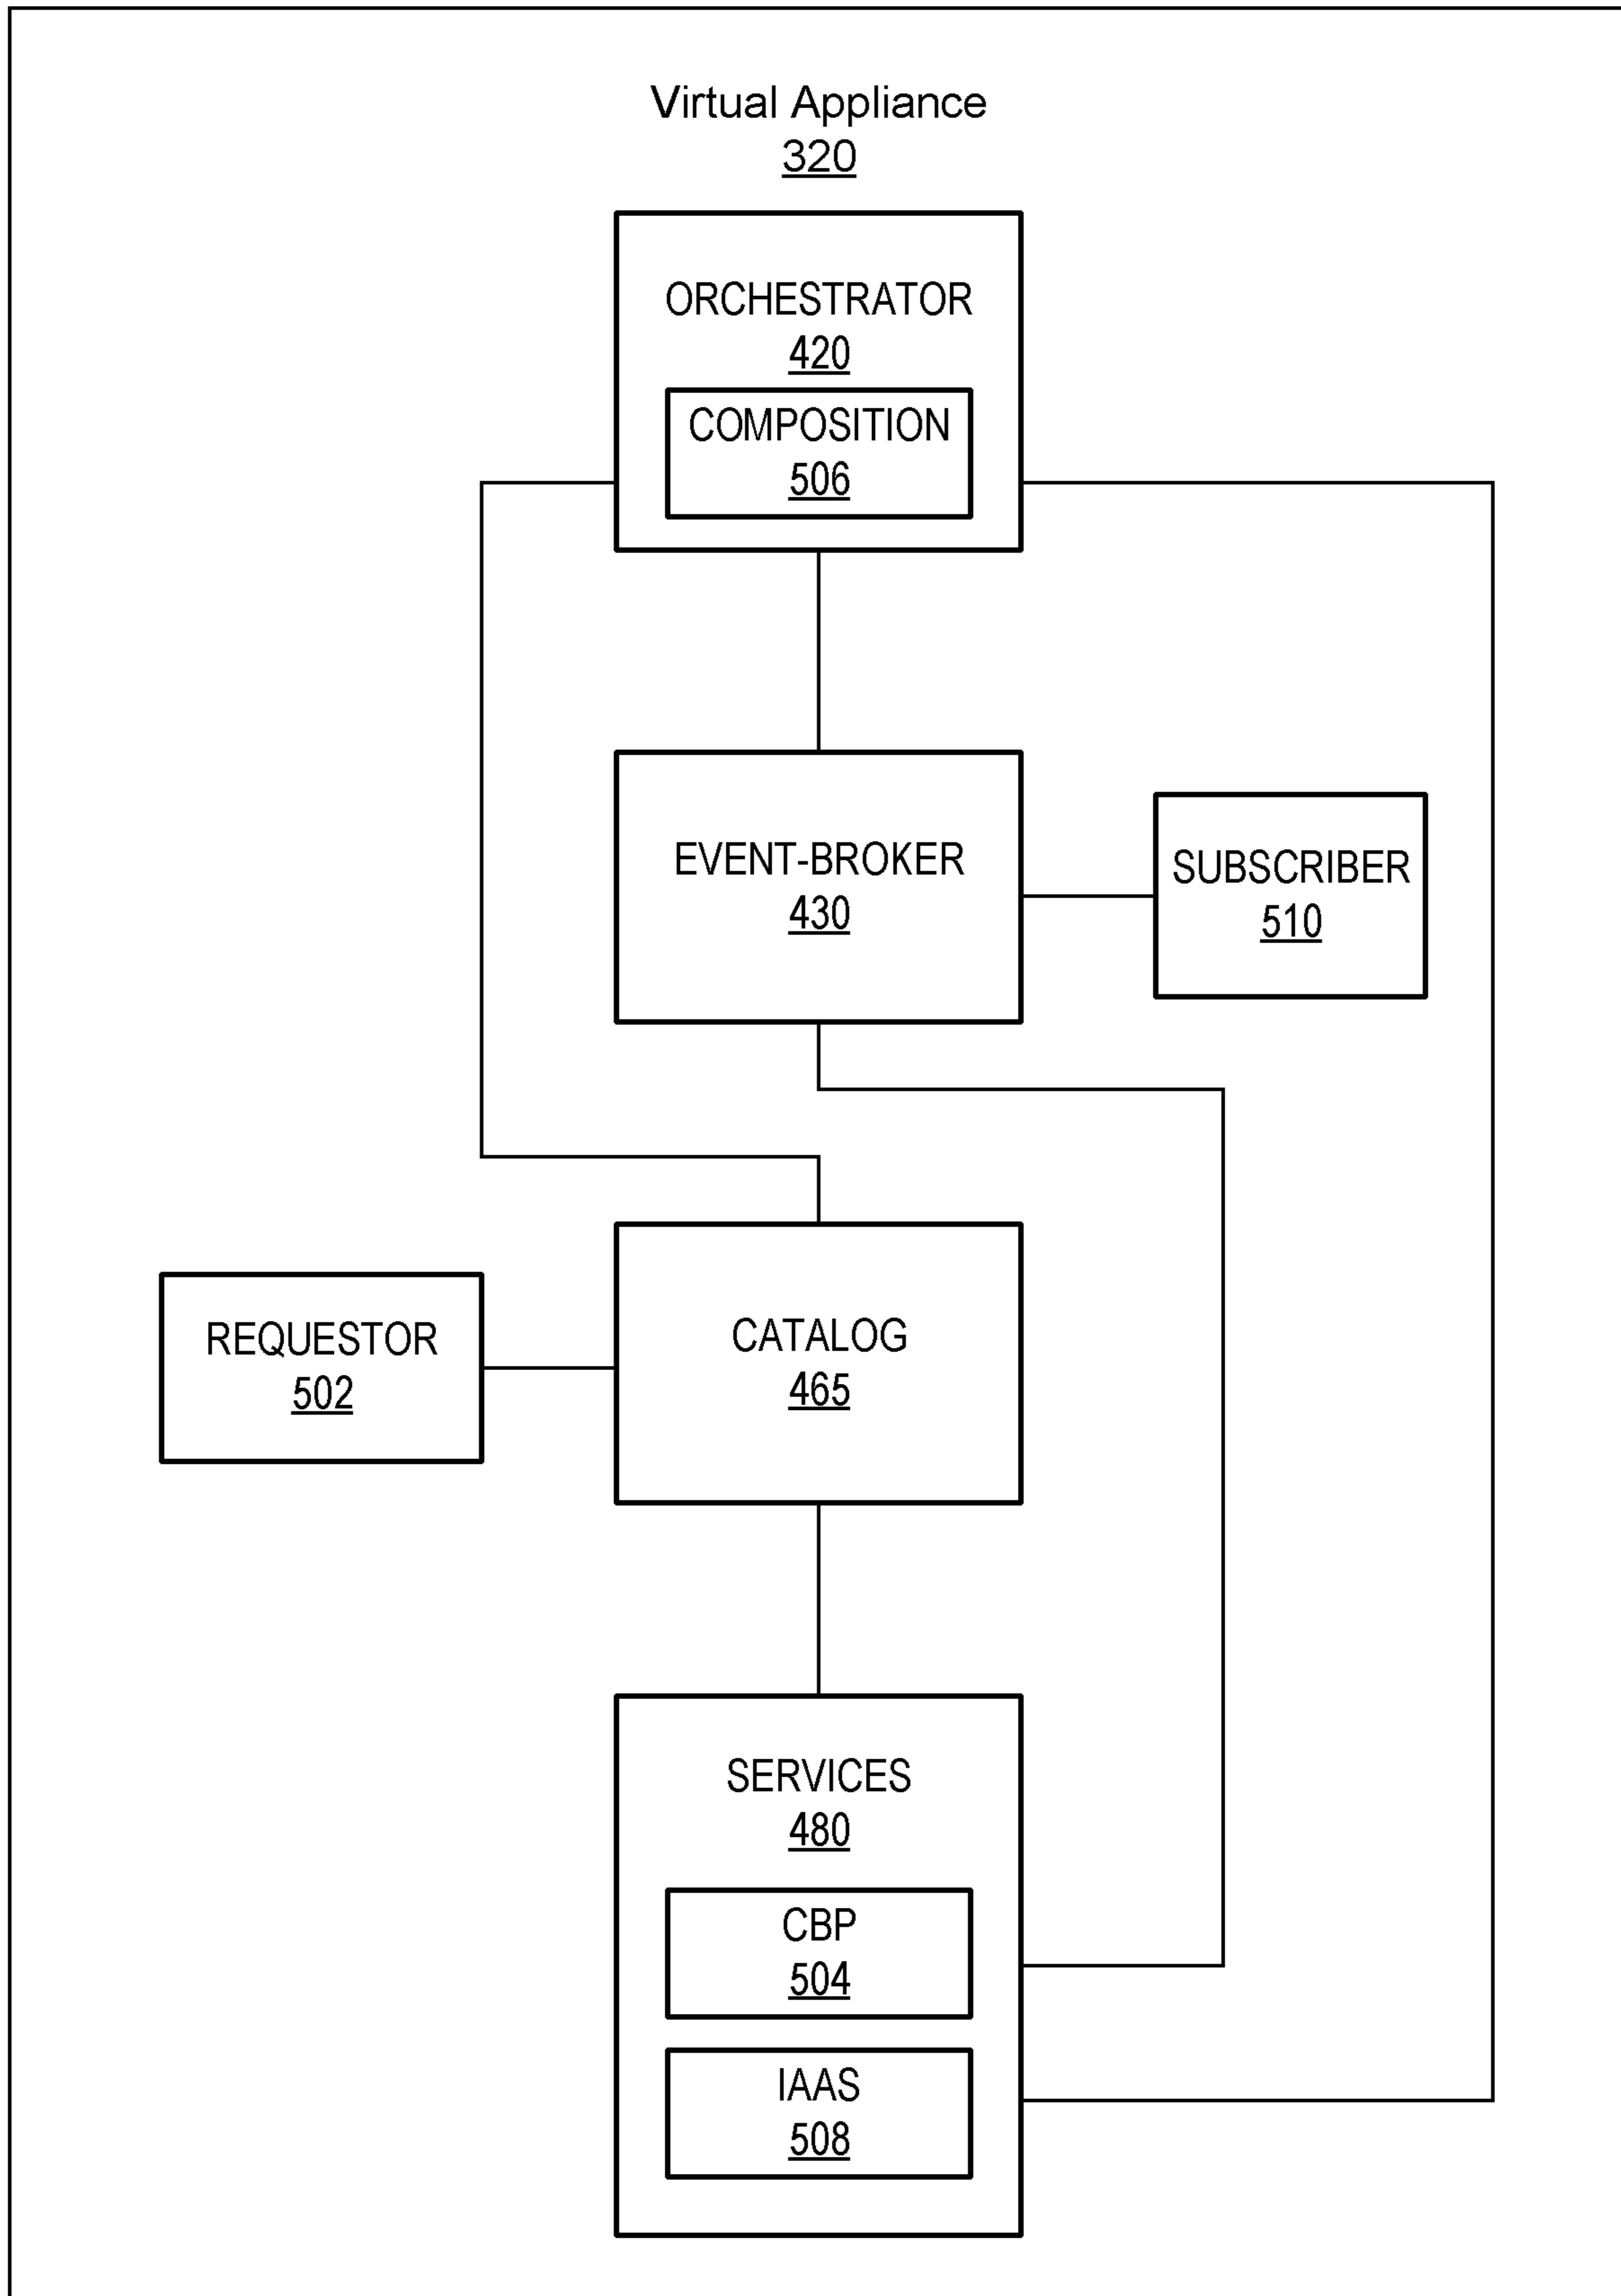 Virtual Appliance
320
ORCHESTRATOR
420
COMPOSITION
506
EVENT-BROKER
430
SUBSCRIBER
510
REQUESTOR
502
CATALOG
465
SERVICES
480
CBP
504
IAAS
508